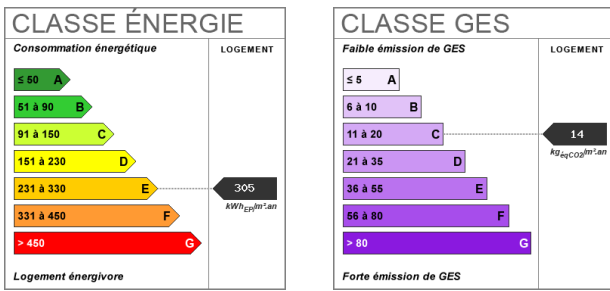 CLASSE ÉNERGIE
Consommation énergétique
LOGEMENT
≤ 50 A
51 à 90 B
91 à 150 C
151 à 230 D
231 à 330 E
305
kWhEP/m².an
331 à 450 F
> 450 G
Logement énergivore
CLASSE GES
Faible émission de GES
LOGEMENT
≤ 5 A
6 à 10 B
11 à 20 C
14
kgéqCO2/m².an
21 à 35 D
36 à 55 E
56 à 80 F
> 80 G
Forte émission de GES